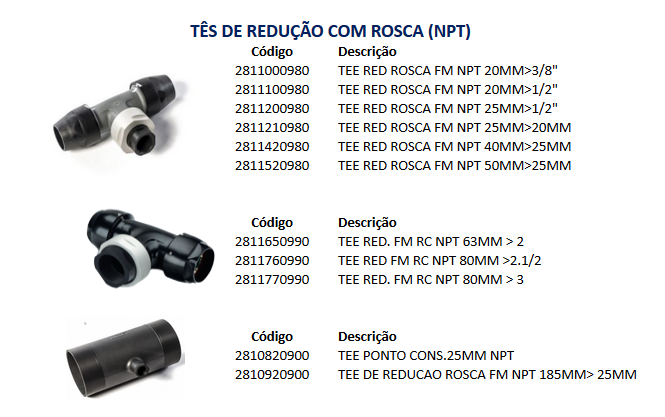 TÊS DE REDUÇÃO COM ROSCA (NPT)
Código Descrição
2811000980 TEE RED ROSCA FM NPT 20MM>3/8"
2811100980 TEE RED ROSCA FM NPT 20MM>1/2"
2811200980 TEE RED ROSCA FM NPT 25MM>1/2"
2811210980 TEE RED ROSCA FM NPT 25MM>20MM
2811420980 TEE RED ROSCA FM NPT 40MM>25MM
2811520980 TEE RED ROSCA FM NPT 50MM>25MM
Código Descrição
2811650990 TEE RED. FM RC NPT 63MM > 2
2811760990 TEE RED FM RC NPT 80MM >2.1/2
2811770990 TEE RED. FM RC NPT 80MM > 3
Código Descrição
2810820900 TEE PONTO CONS.25MM NPT
2810920900 TEE DE REDUCAO ROSCA FM NPT 185MM> 25MM